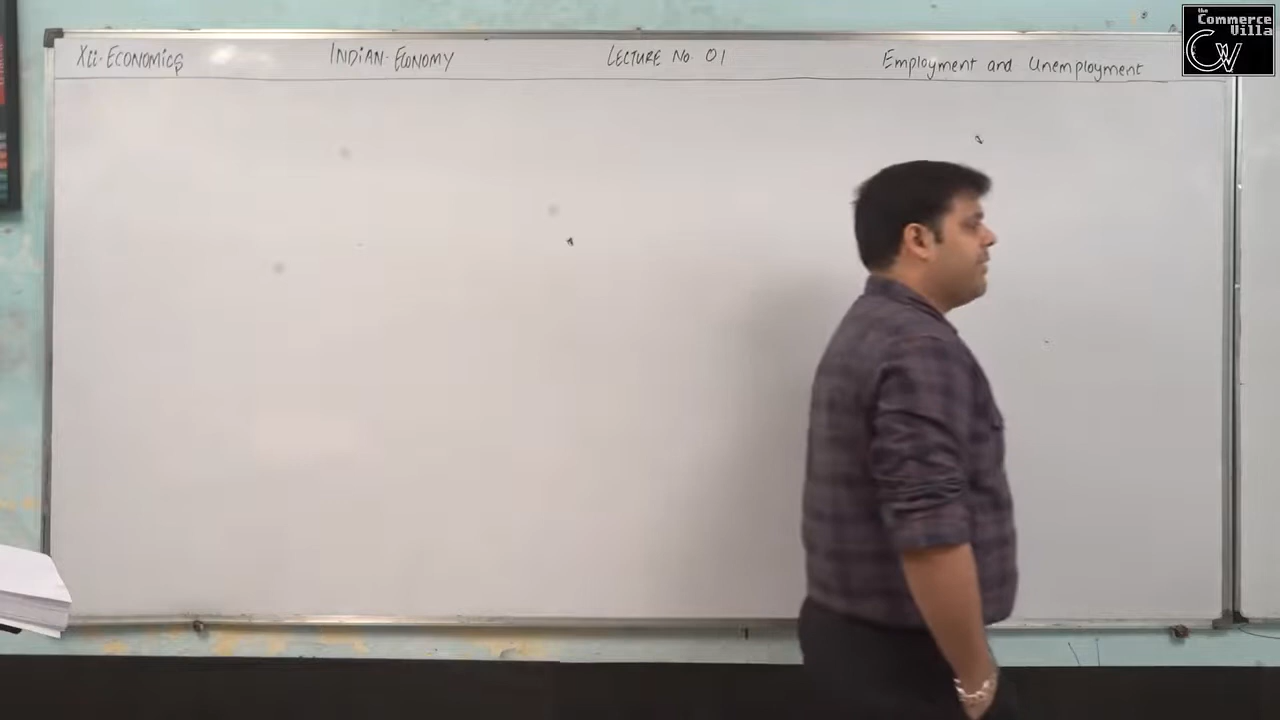 Xii-ECONOMICS INDIAN-ECONOMY LECTURE No. 01 Employment and Unemployment
the
Commerce
Villa
CV